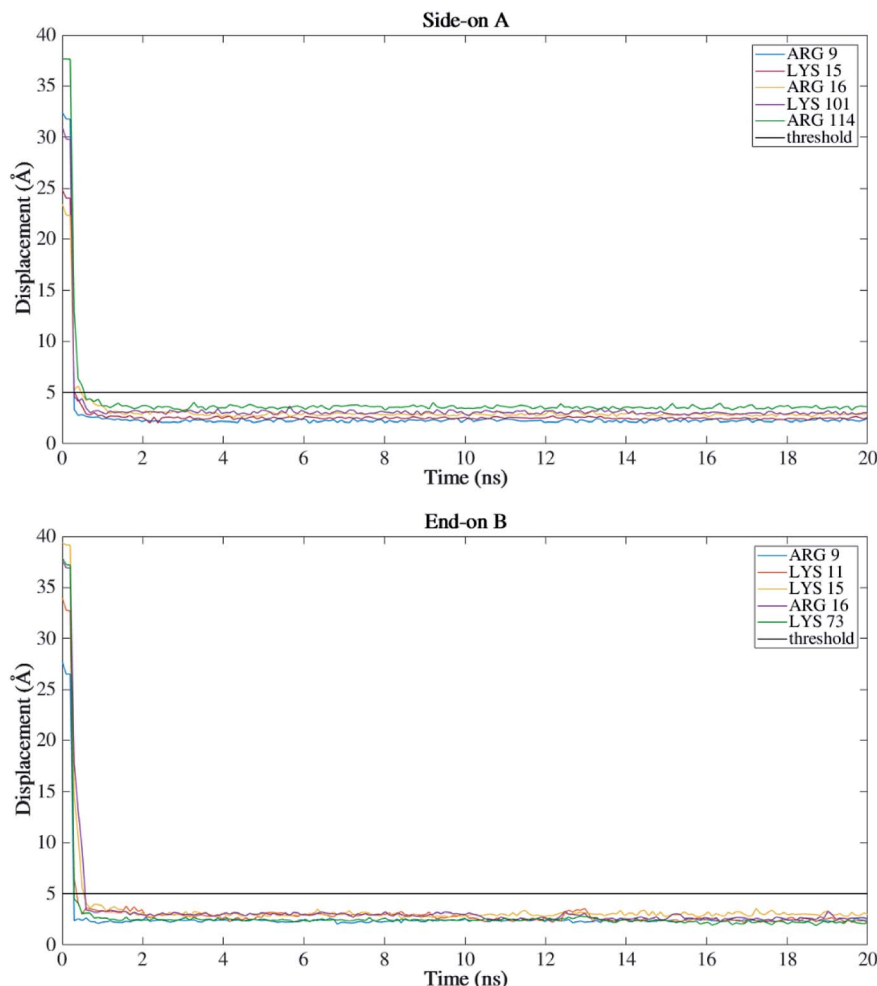 Side-on A
40
35
30
25
20
15
10
5
0
Displacement (Å)
ARG 9
LYS 15
ARG 16
LYS 101
ARG 114
threshold
0 2 4 6 8 10 12 14 16 18 20
Time (ns)
End-on B
40
35
30
25
20
15
10
5
0
Displacement (Å)
ARG 9
LYS 11
LYS 15
ARG 16
LYS 73
threshold
0 2 4 6 8 10 12 14 16 18 20
Time (ns)